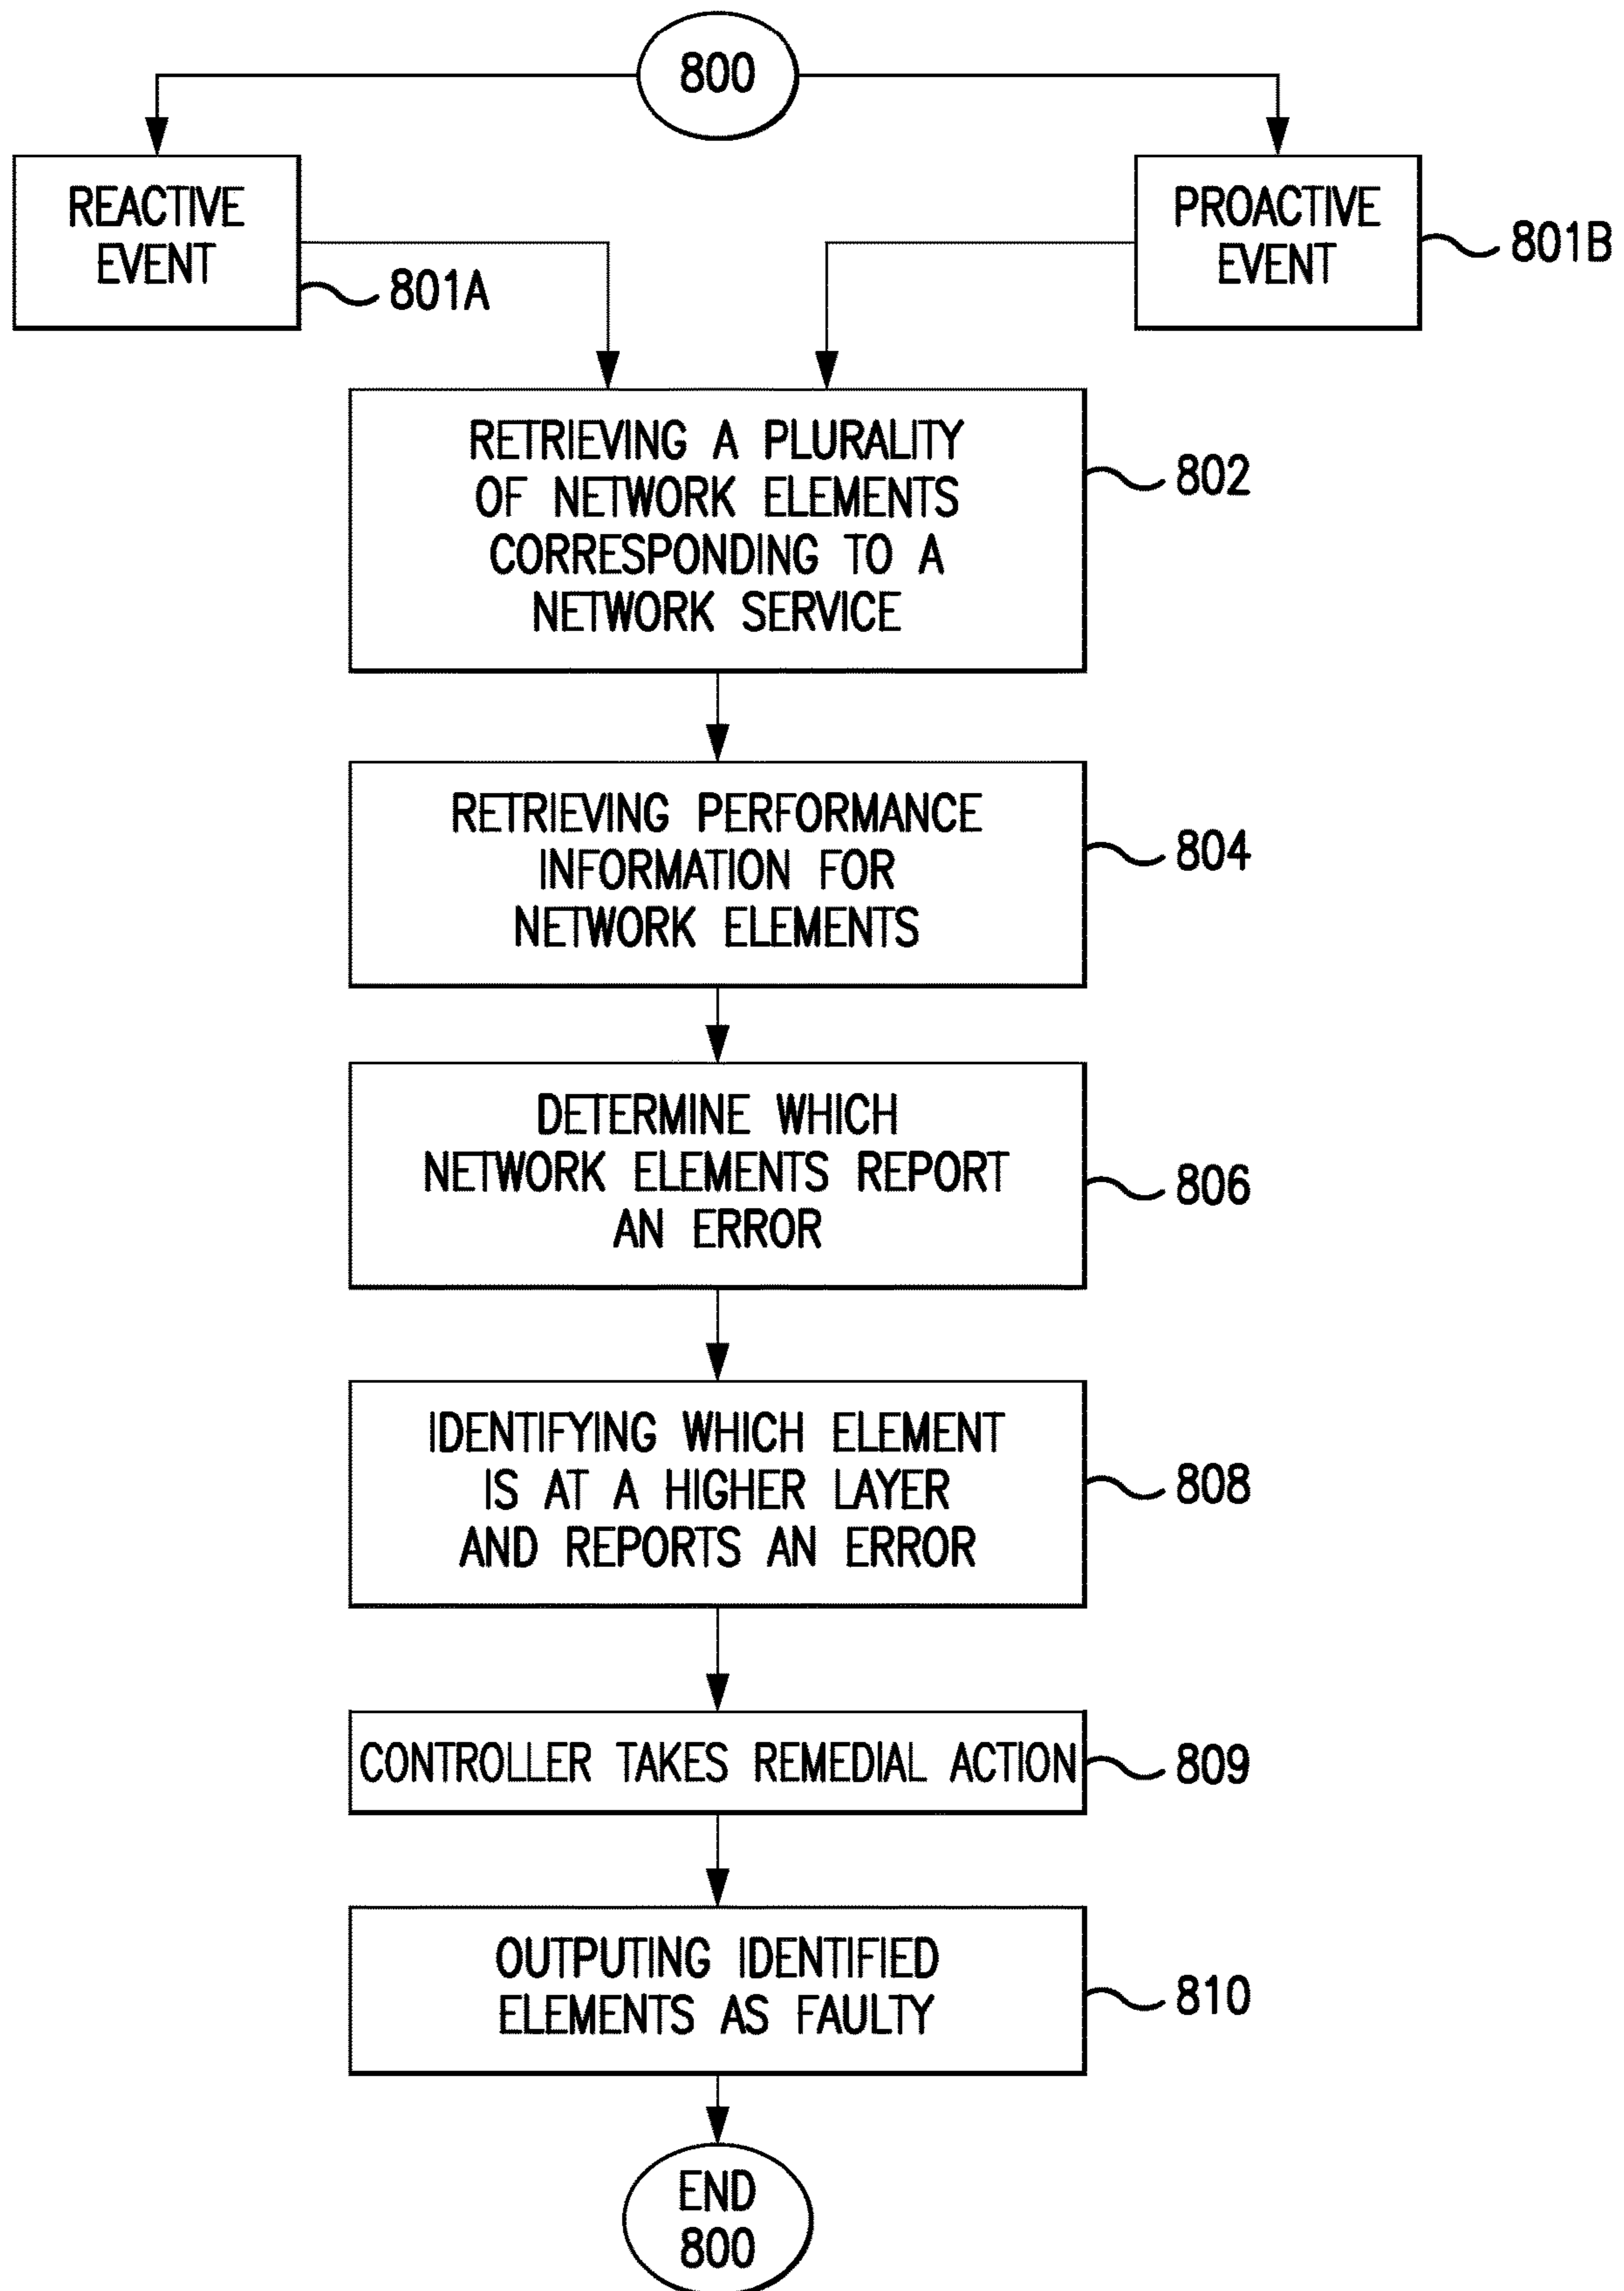 800
REACTIVE
EVENT
801A
PROACTIVE
EVENT
801B
RETRIEVING A PLURALITY
OF NETWORK ELEMENTS
CORRESPONDING TO A
NETWORK SERVICE
802
RETRIEVING PERFORMANCE
INFORMATION FOR
NETWORK ELEMENTS
804
DETERMINE WHICH
NETWORK ELEMENTS REPORT
AN ERROR
806
IDENTIFYING WHICH ELEMENT
IS AT A HIGHER LAYER
AND REPORTS AN ERROR
808
CONTROLLER TAKES REMEDIAL ACTION
809
OUTPUTING IDENTIFIED
ELEMENTS AS FAULTY
810
END
800